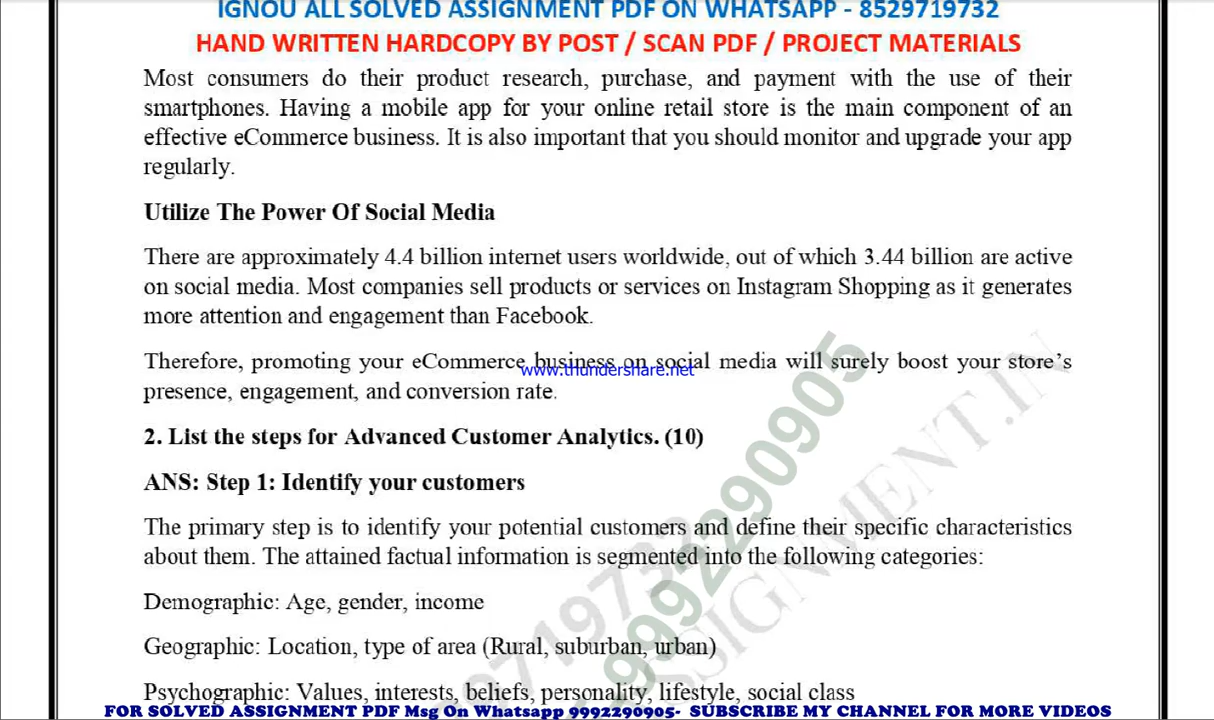 IGNOU ALL SOLVED ASSIGNMENT PDF ON WHATSAPP - 8529719732
HAND WRITTEN HARDCOPY BY POST / SCAN PDF / PROJECT MATERIALS
Most consumers do their product research, purchase, and payment with the use of their
smartphones. Having a mobile app for your online retail store is the main component of an
effective eCommerce business. It is also important that you should monitor and upgrade your app
regularly.
Utilize The Power Of Social Media
There are approximately 4.4 billion internet users worldwide, out of which 3.44 billion are active
on social media. Most companies sell products or services on Instagram Shopping as it generates
more attention and engagement than Facebook.
Therefore, promoting your eCommerce business on social media will surely boost your store's
www.thundershare.net
presence, engagement, and conversion rate.
2. List the steps for Advanced Customer Analytics. (10)
ANS: Step 1: Identify your customers
The primary step is to identify your potential customers and define their specific characteristics
about them. The attained factual information is segmented into the following categories:
Demographic: Age, gender, income
Geographic: Location, type of area (Rural, suburban, urban)
Psychographic: Values, interests, beliefs, personality, lifestyle, social class
9992290905
ASSIGNMENT.IN
FOR SOLVED ASSIGNMENT PDF Msg On Whatsapp 9992290905- SUBSCRIBE MY CHANNEL FOR MORE VIDEOS